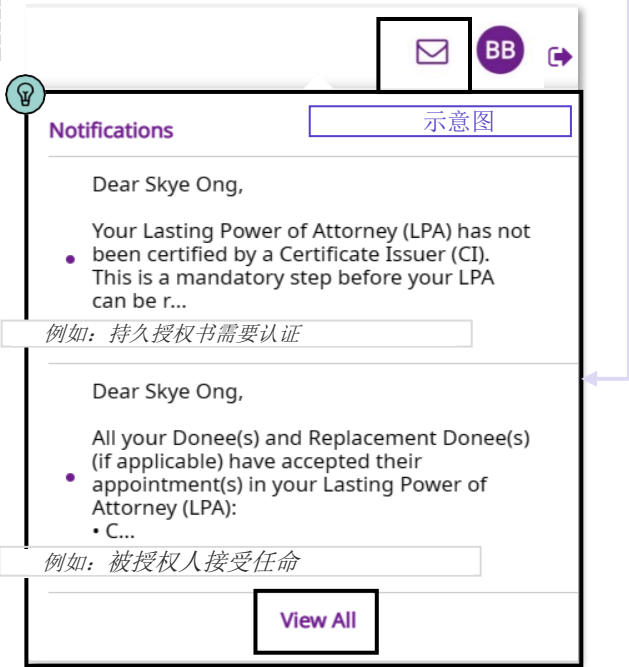 BB
Notifications
示意图
Dear Skye Ong,
Your Lasting Power of Attorney (LPA) has not
been certified by a Certificate Issuer (CI).
This is a mandatory step before your LPA
can be r...
例如：持久授权书需要认证
Dear Skye Ong,
All your Donee(s) and Replacement Donee(s)
(if applicable) have accepted their
appointment(s) in your Lasting Power of
Attorney (LPA):
• C...
例如：被授权人接受任命
View All